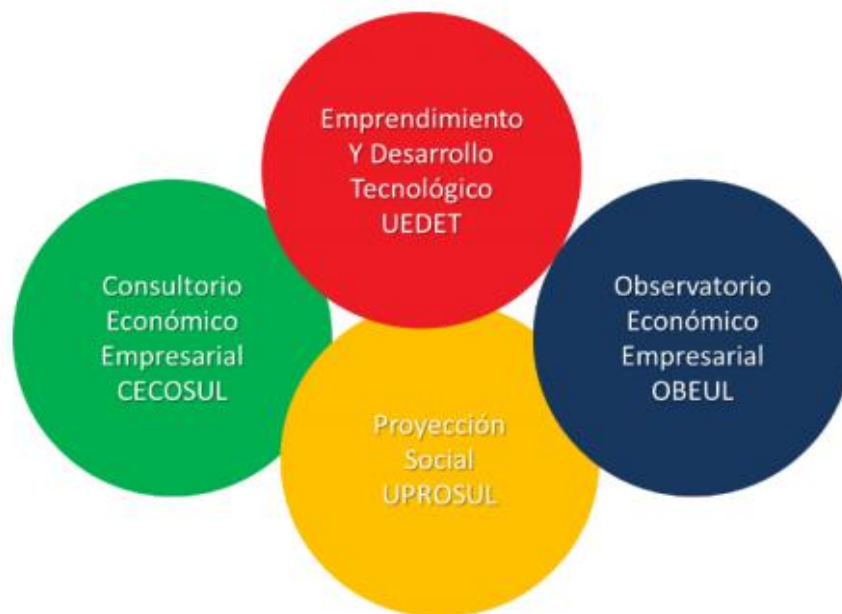 Emprendimiento
Y Desarrollo
Tecnológico
UEDET
Consultorio
Económico
Empresarial
CECOSUL
Observatorio
Económico
Empresarial
OBEUL
Proyección
Social
UPROSUL